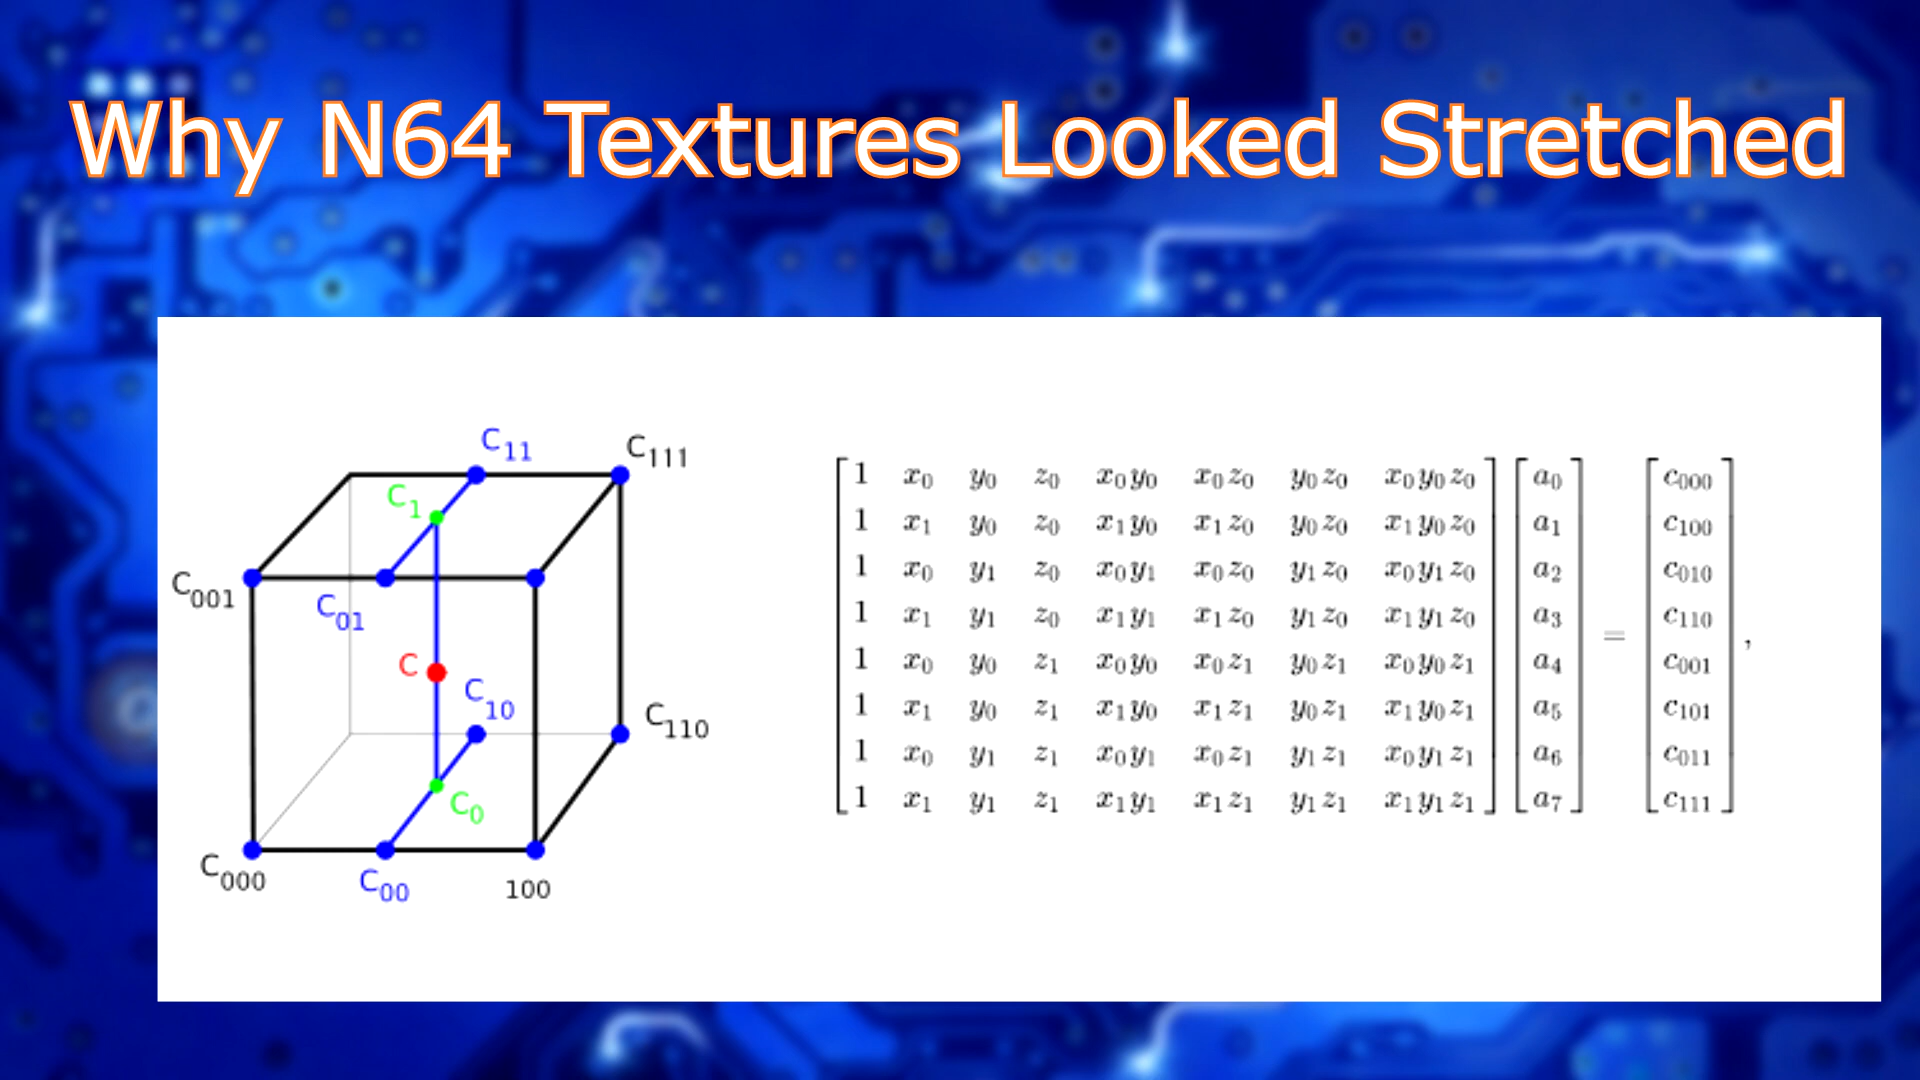 Why N64 Textures Looked Stretched
C11
C111
C1
C001
C01
C
C10
C110
C0
C000
C00
100
1 x0 y0 z0 x0y0 x0z0 y0z0 x0y0z0 a0 c000
1 x1 y0 z0 x1y0 x1z0 y0z0 x1y0z0 a1 c100
1 x0 y1 z0 x0y1 x0z0 y1z0 x0y1z0 a2 c010
1 x1 y1 z0 x1y1 x1z0 y1z0 x1y1z0 a3 c110
= ,
1 x0 y0 z1 x0y0 x0z1 y0z1 x0y0z1 a4 c001
1 x1 y0 z1 x1y0 x1z1 y0z1 x1y0z1 a5 c101
1 x0 y1 z1 x0y1 x0z1 y1z1 x0y1z1 a6 c011
1 x1 y1 z1 x1y1 x1z1 y1z1 x1y1z1 a7 c111